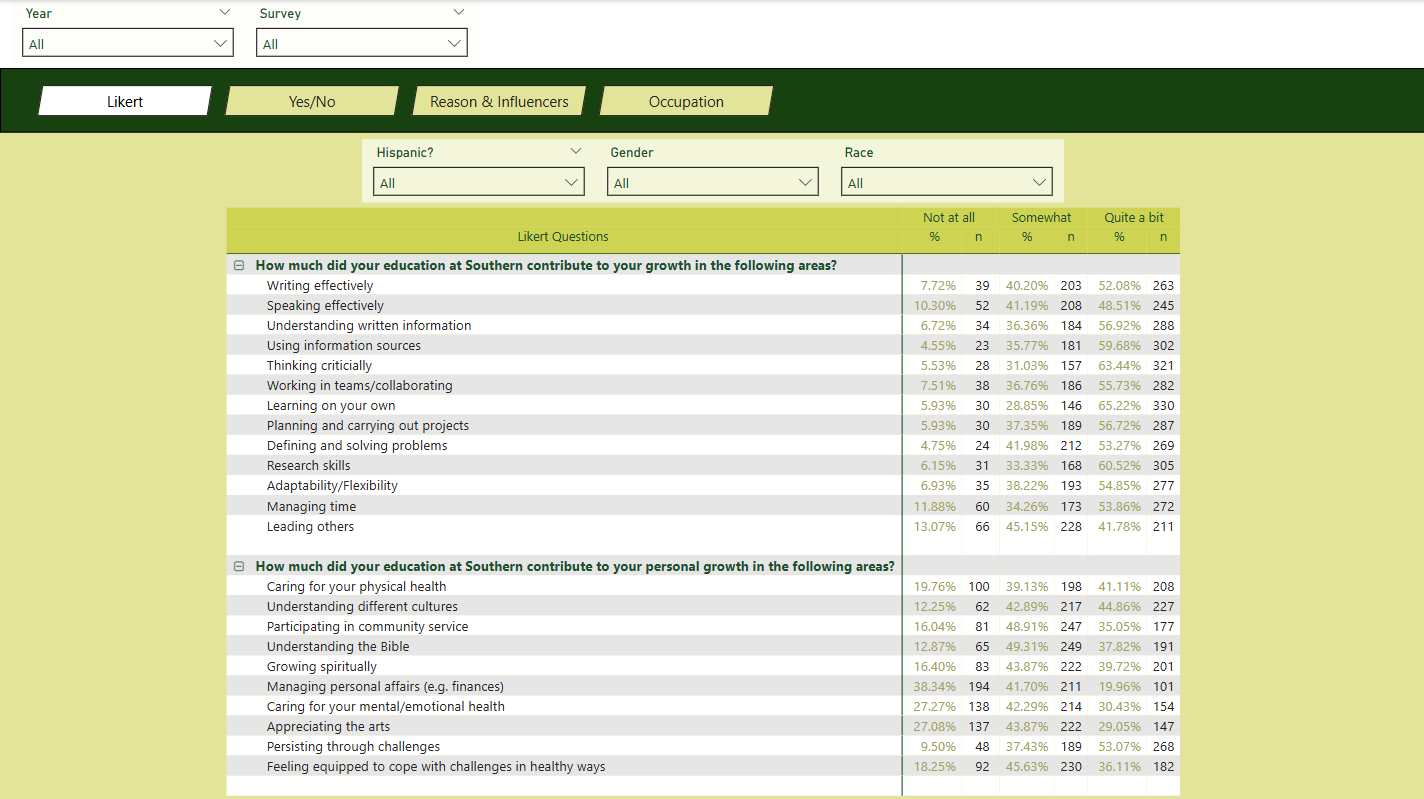 Year Survey
All All
Likert Yes/No Reason & Influencers Occupation
Hispanic? Gender Race
All All All
Not at all Somewhat Quite a bit
Likert Questions % n % n % n
How much did your education at Southern contribute to your growth in the following areas?
Writing effectively 7.72% 39 40.20% 203 52.08% 263
Speaking effectively 10.30% 52 41.19% 208 48.51% 245
Understanding written information 6.72% 34 36.36% 184 56.92% 288
Using information sources 4.55% 23 35.77% 181 59.68% 302
Thinking criticially 5.53% 28 31.03% 157 63.44% 321
Working in teams/collaborating 7.51% 38 36.76% 186 55.73% 282
Learning on your own 5.93% 30 28.85% 146 65.22% 330
Planning and carrying out projects 5.93% 30 37.35% 189 56.72% 287
Defining and solving problems 4.75% 24 41.98% 212 53.27% 269
Research skills 6.15% 31 33.33% 168 60.52% 305
Adaptability/Flexibility 6.93% 35 38.22% 193 54.85% 277
Managing time 11.88% 60 34.26% 173 53.86% 272
Leading others 13.07% 66 45.15% 228 41.78% 211
How much did your education at Southern contribute to your personal growth in the following areas?
Caring for your physical health 19.76% 100 39.13% 198 41.11% 208
Understanding different cultures 12.25% 62 42.89% 217 44.86% 227
Participating in community service 16.04% 81 48.91% 247 35.05% 177
Understanding the Bible 12.87% 65 49.31% 249 37.82% 191
Growing spiritually 16.40% 83 43.87% 222 39.72% 201
Managing personal affairs (e.g. finances) 38.34% 194 41.70% 211 19.96% 101
Caring for your mental/emotional health 27.27% 138 42.29% 214 30.43% 154
Appreciating the arts 27.08% 137 43.87% 222 29.05% 147
Persisting through challenges 9.50% 48 37.43% 189 53.07% 268
Feeling equipped to cope with challenges in healthy ways 18.25% 92 45.63% 230 36.11% 182